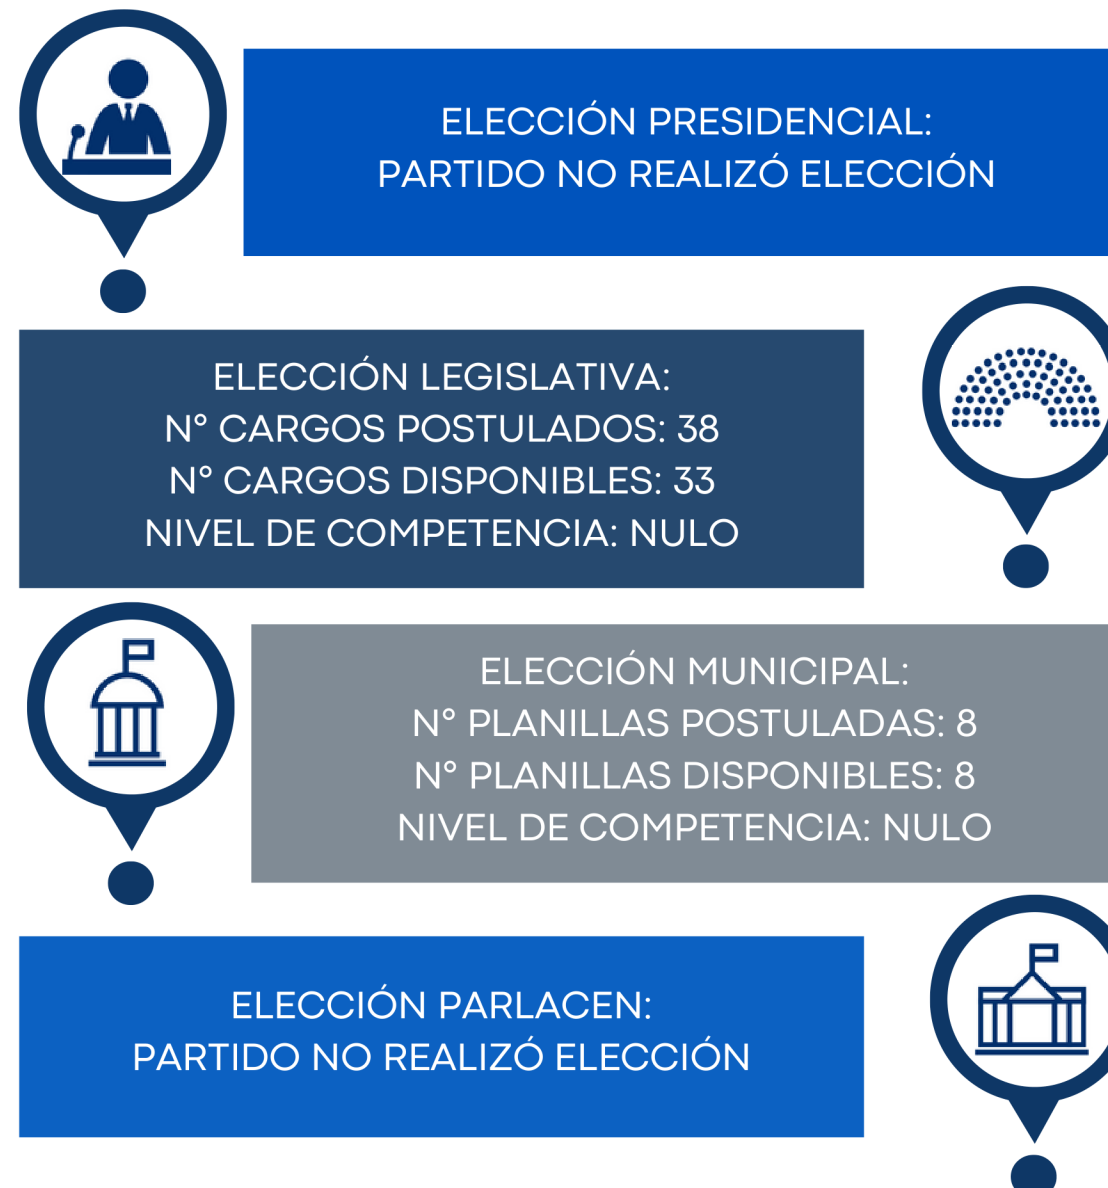 ELECCIÓN PRESIDENCIAL:
PARTIDO NO REALIZÓ ELECCIÓN
ELECCIÓN LEGISLATIVA:
N° CARGOS POSTULADOS: 38
N° CARGOS DISPONIBLES: 33
NIVEL DE COMPETENCIA: NULO
ELECCIÓN MUNICIPAL:
N° PLANILLAS POSTULADAS: 8
N° PLANILLAS DISPONIBLES: 8
NIVEL DE COMPETENCIA: NULO
ELECCIÓN PARLACEN:
PARTIDO NO REALIZÓ ELECCIÓN